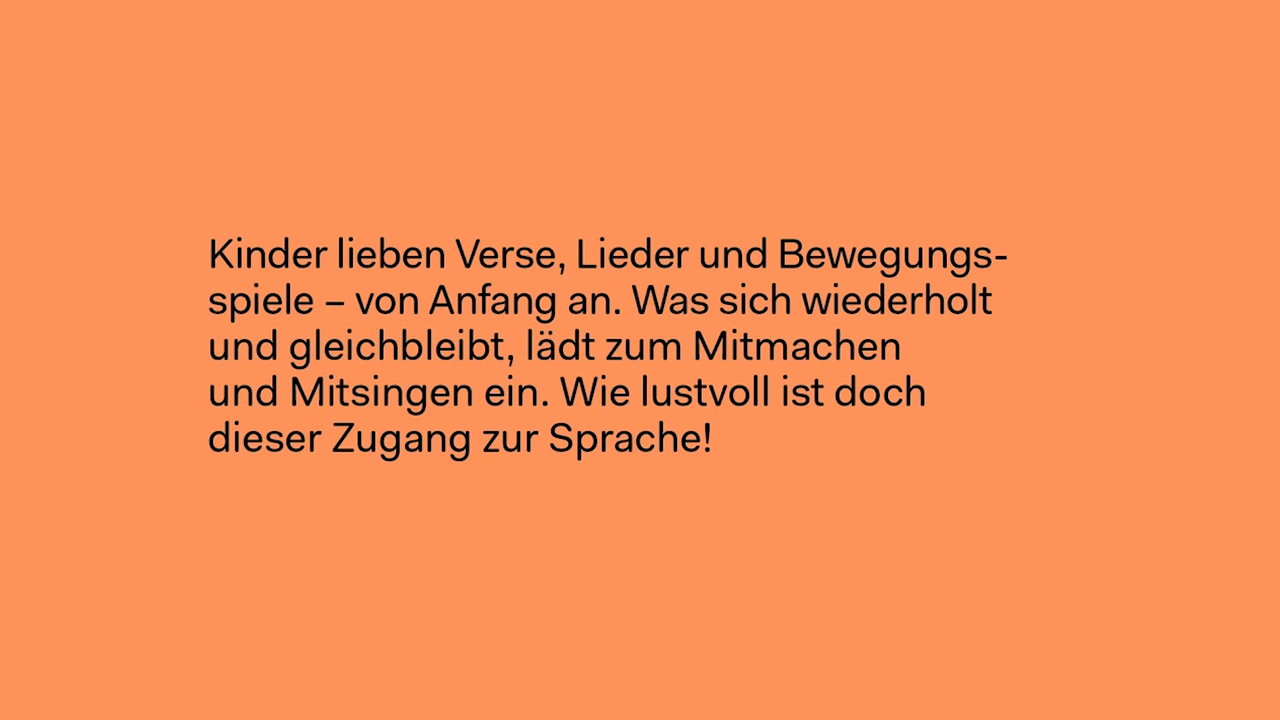 Kinder lieben Verse, Lieder und Bewegungs-
spiele – von Anfang an. Was sich wiederholt
und gleichbleibt, lädt zum Mitmachen
und Mitsingen ein. Wie lustvoll ist doch
dieser Zugang zur Sprache!